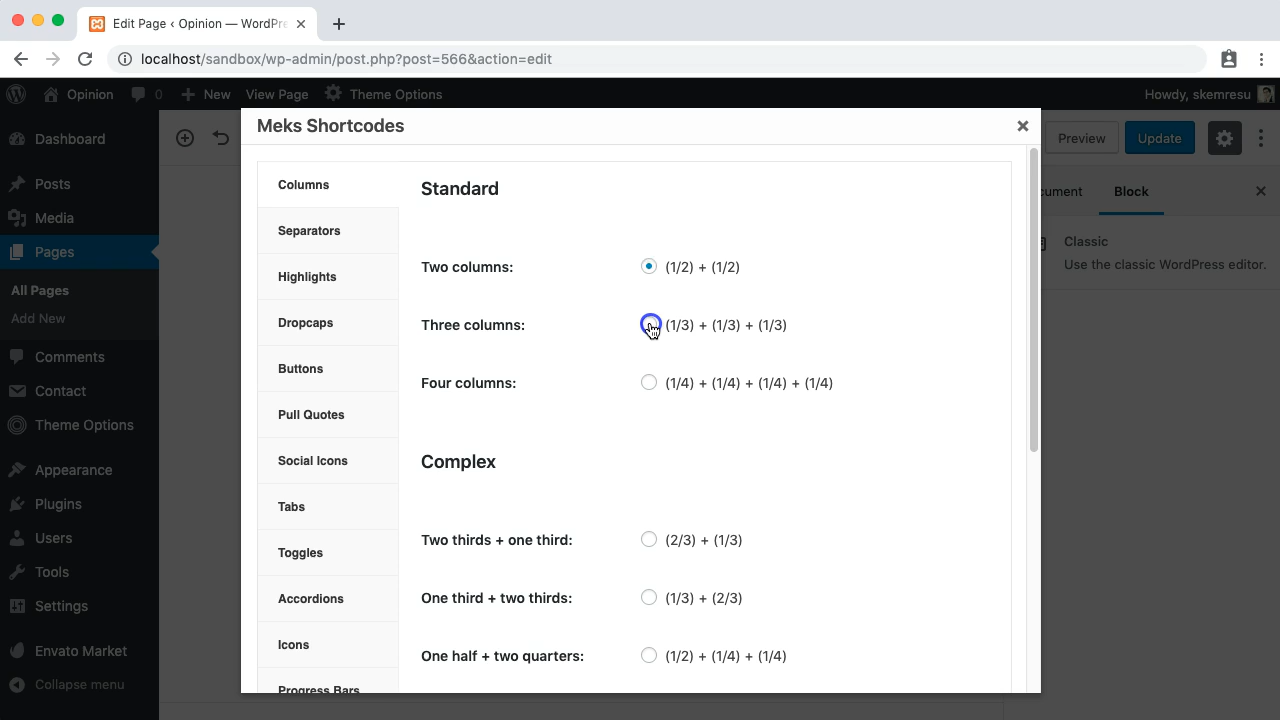 Edit Page ‹ Opinion — WordPre
localhost/sandbox/wp-admin/post.php?post=566&action=edit
Opinion 0 New View Page Theme Options Howdy, skemresu
Meks Shortcodes
Preview Update
Dashboard
Posts
Media
Pages
All Pages
Add New
Comments
Contact
Theme Options
Appearance
Plugins
Users
Tools
Settings
Envato Market
Collapse menu
Columns
Separators
Highlights
Dropcaps
Buttons
Pull Quotes
Social Icons
Tabs
Toggles
Accordions
Icons
Progress Bars
Standard
Two columns: (1/2) + (1/2)
Three columns: (1/3) + (1/3) + (1/3)
Four columns: (1/4) + (1/4) + (1/4) + (1/4)
Complex
Two thirds + one third: (2/3) + (1/3)
One third + two thirds: (1/3) + (2/3)
One half + two quarters: (1/2) + (1/4) + (1/4)
cument Block
Classic
Use the classic WordPress editor.